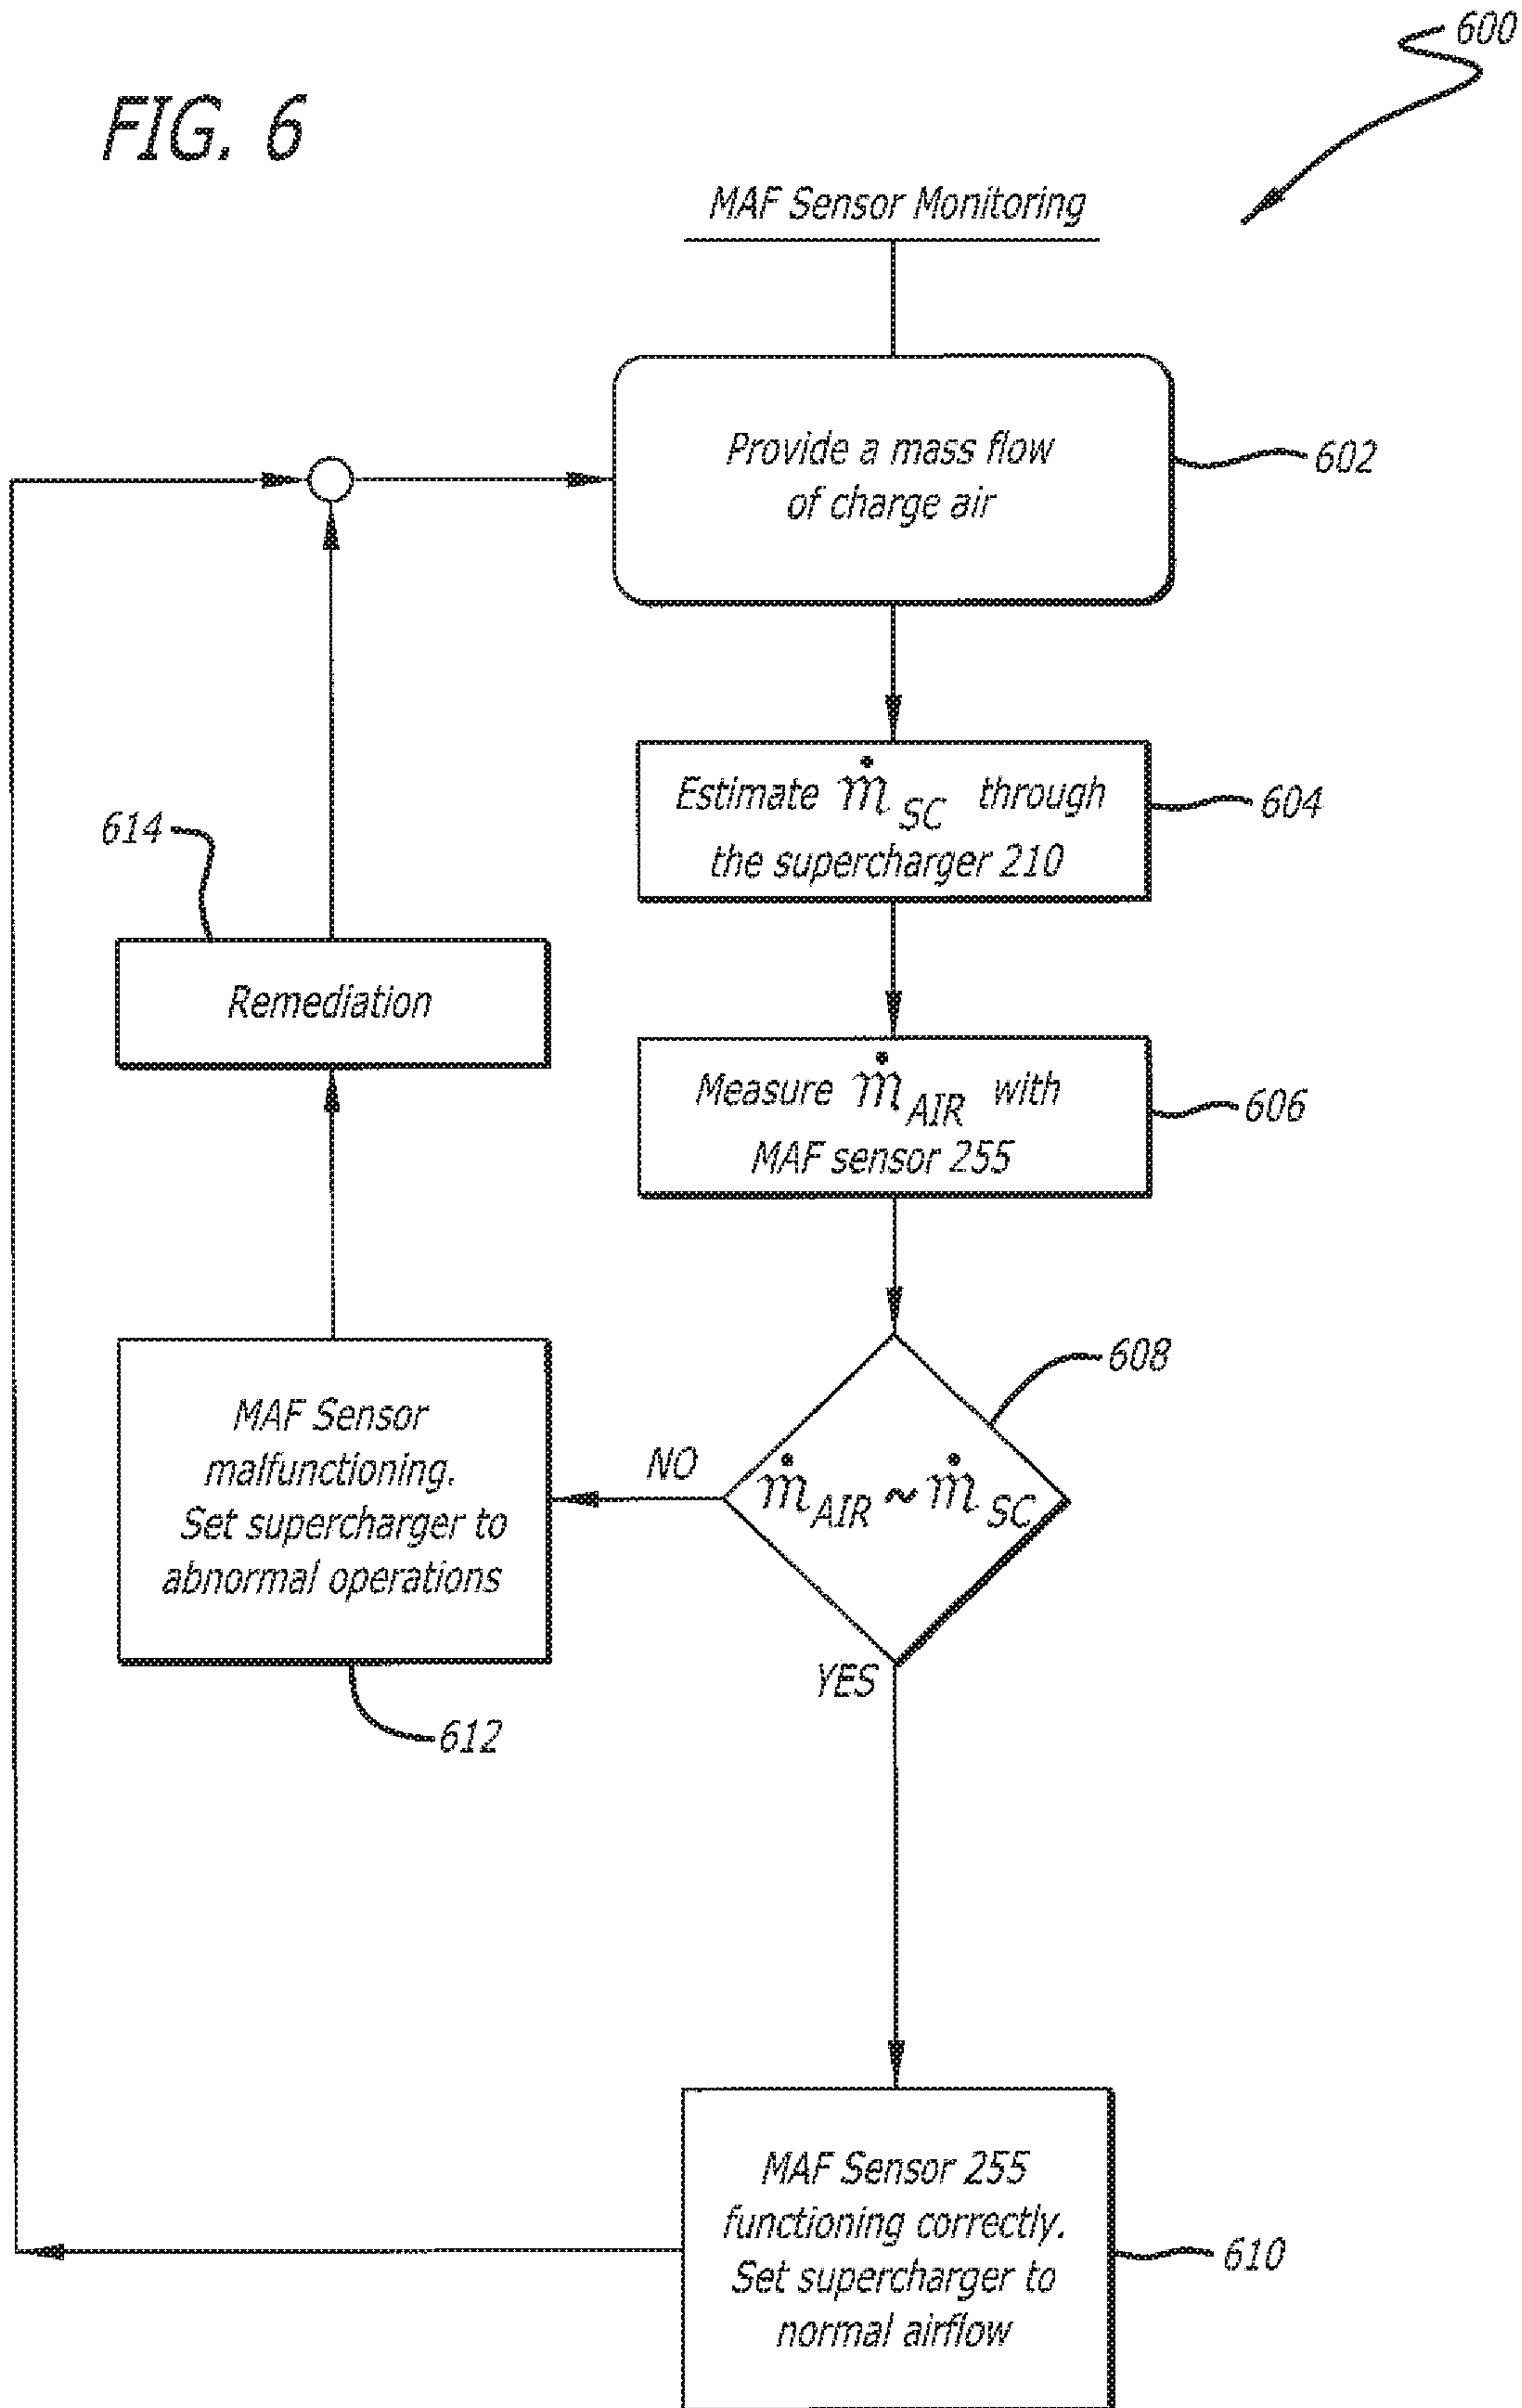 600
FIG. 6
MAF Sensor Monitoring
Provide a mass flow
of charge air
602
Estimate ṁ SC through
the supercharger 210
604
614
Remediation
Measure ṁ AIR with
MAF sensor 255
606
608
MAF Sensor
malfunctioning.
Set supercharger to
abnormal operations
NO
ṁ AIR ~ ṁ SC
YES
612
MAF Sensor 255
functioning correctly.
Set supercharger to
normal airflow
610